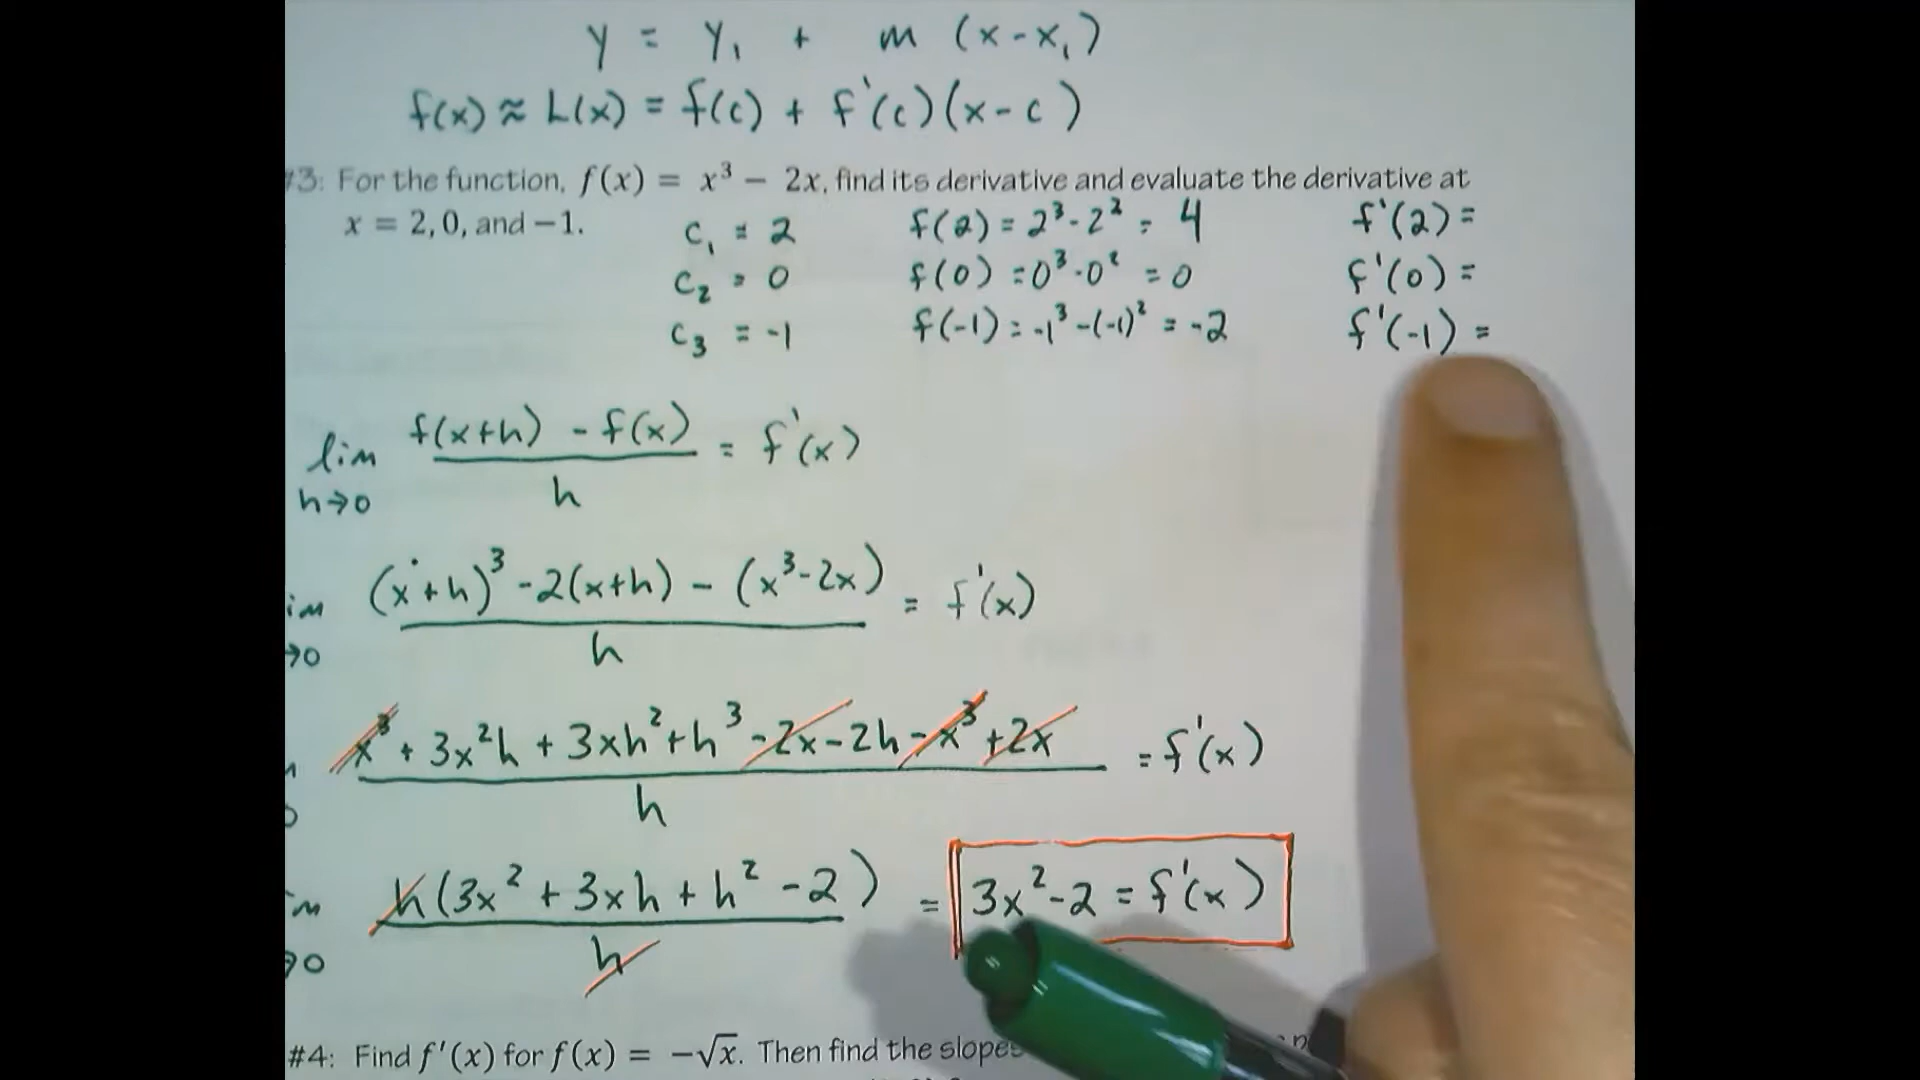 y = y₁ + m (x-x₁)
f(x) ≈ L(x) = f(c) + f'(c)(x-c)
3: For the function, f(x) = x³ − 2x, find its derivative and evaluate the derivative at
x = 2, 0, and −1.
c₁ = 2 f(2) = 2³-2² = 4 f'(2) =
c₂ = 0 f(0) = 0³-0² = 0 f'(0) =
c₃ = -1 f(-1) = -1³-(-1)² = -2 f'(-1) =
lim h→0 (f(x+h) - f(x))/h = f'(x)
im →0 ((x+h)³ - 2(x+h) - (x³-2x))/h = f'(x)
(x³ + 3x²h + 3xh² + h³ - 2x - 2h - x³ + 2x)/h = f'(x)
m →0 h(3x² + 3xh + h² - 2)/h = 3x²-2 = f'(x)
#4: Find f'(x) for f(x) = −√x. Then find the slopes